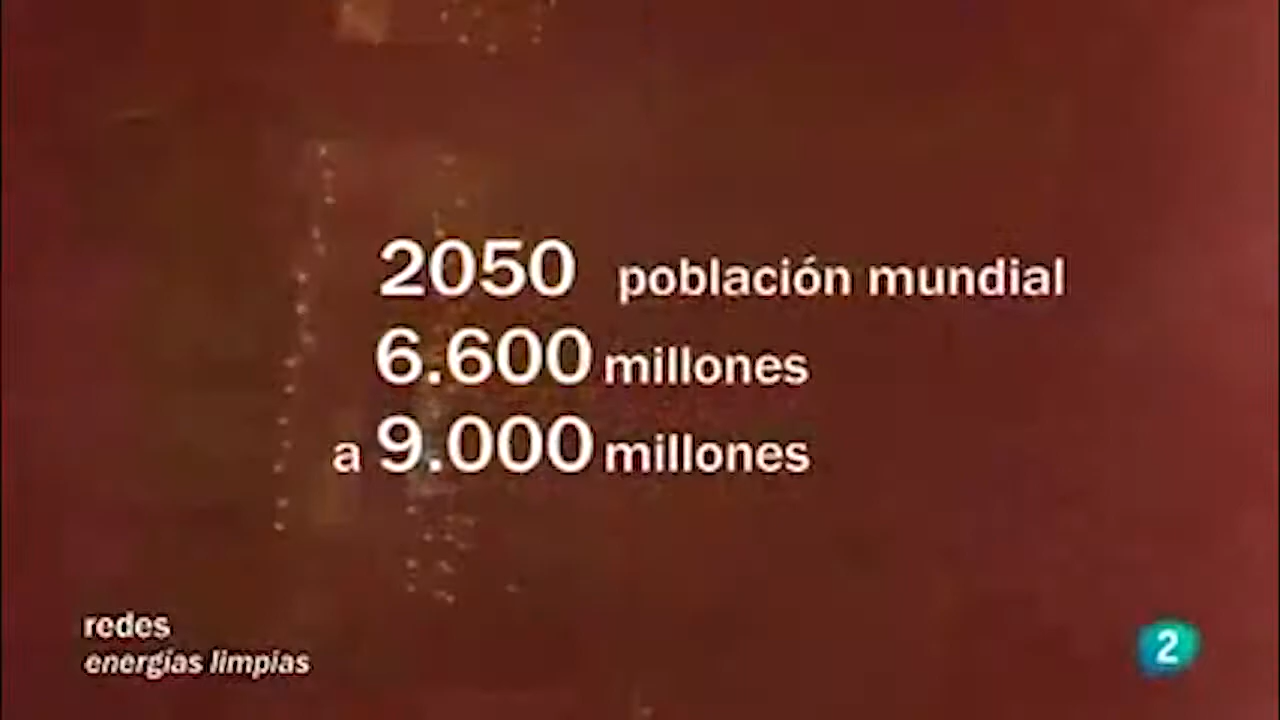 2050 población mundial
6.600 millones
a 9.000 millones
redes
energías limpias
2